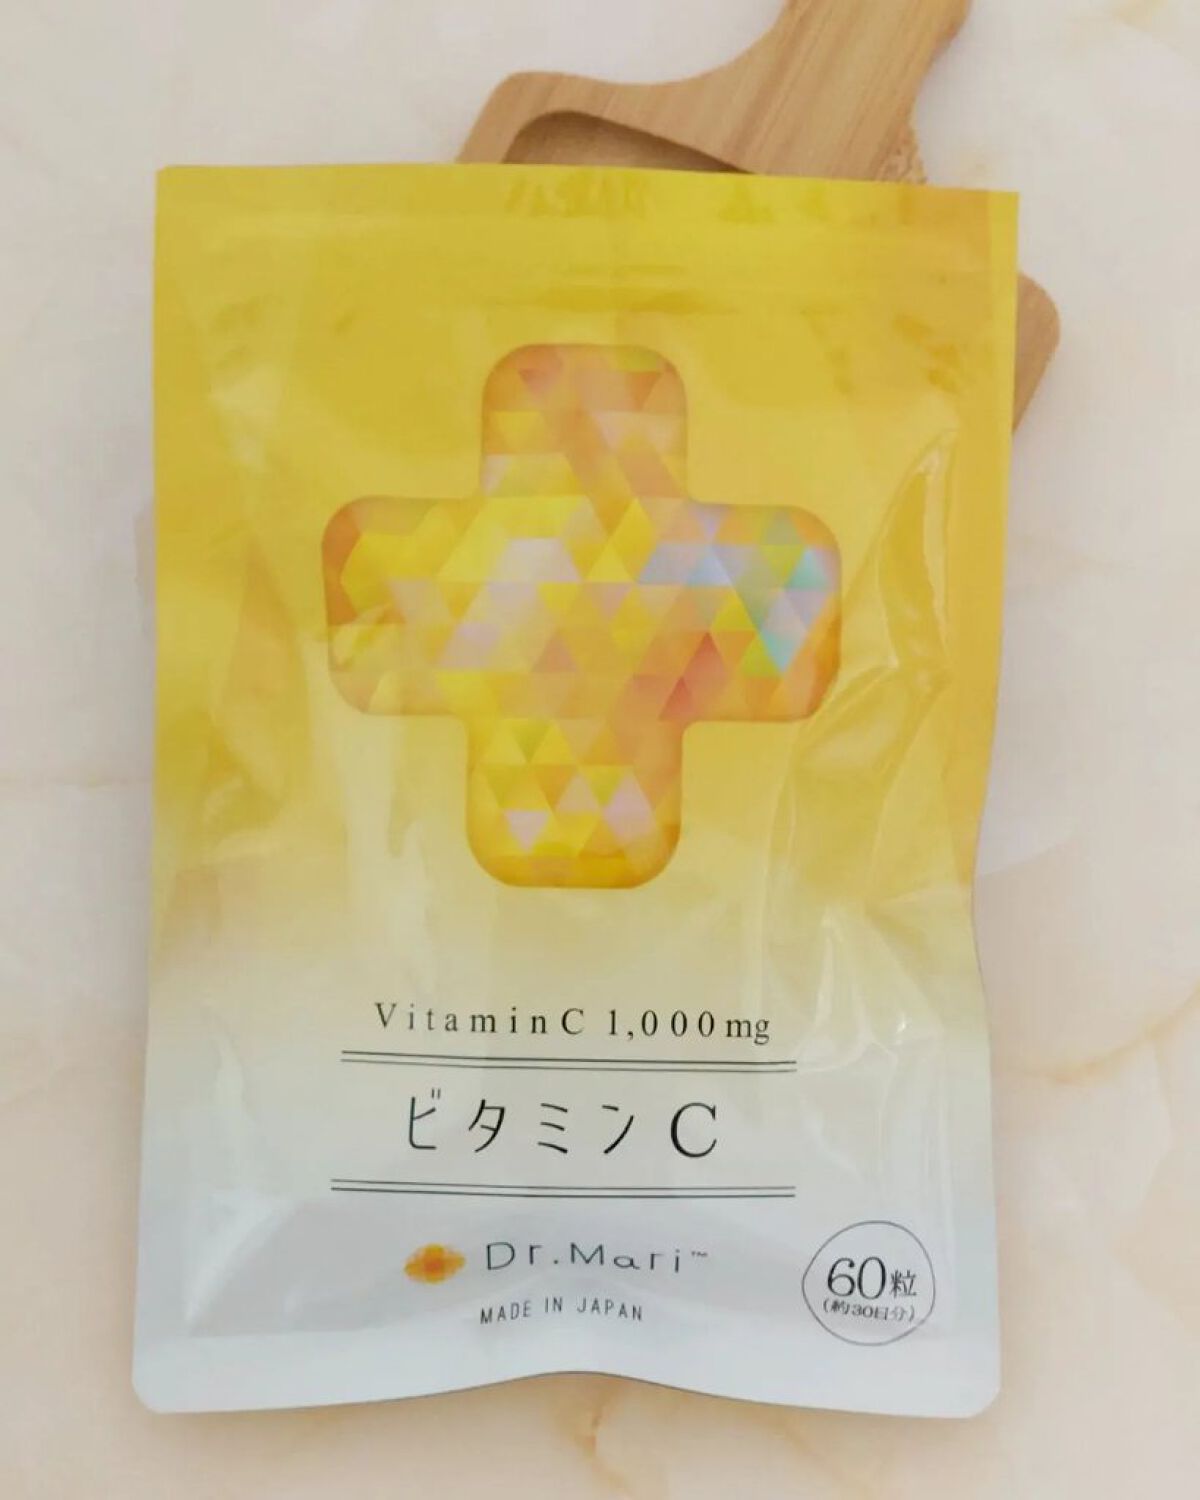 VitaminC 1,000mg
ビタミンC
Dr.Mari™
MADE IN JAPAN
60粒
(約30日分)